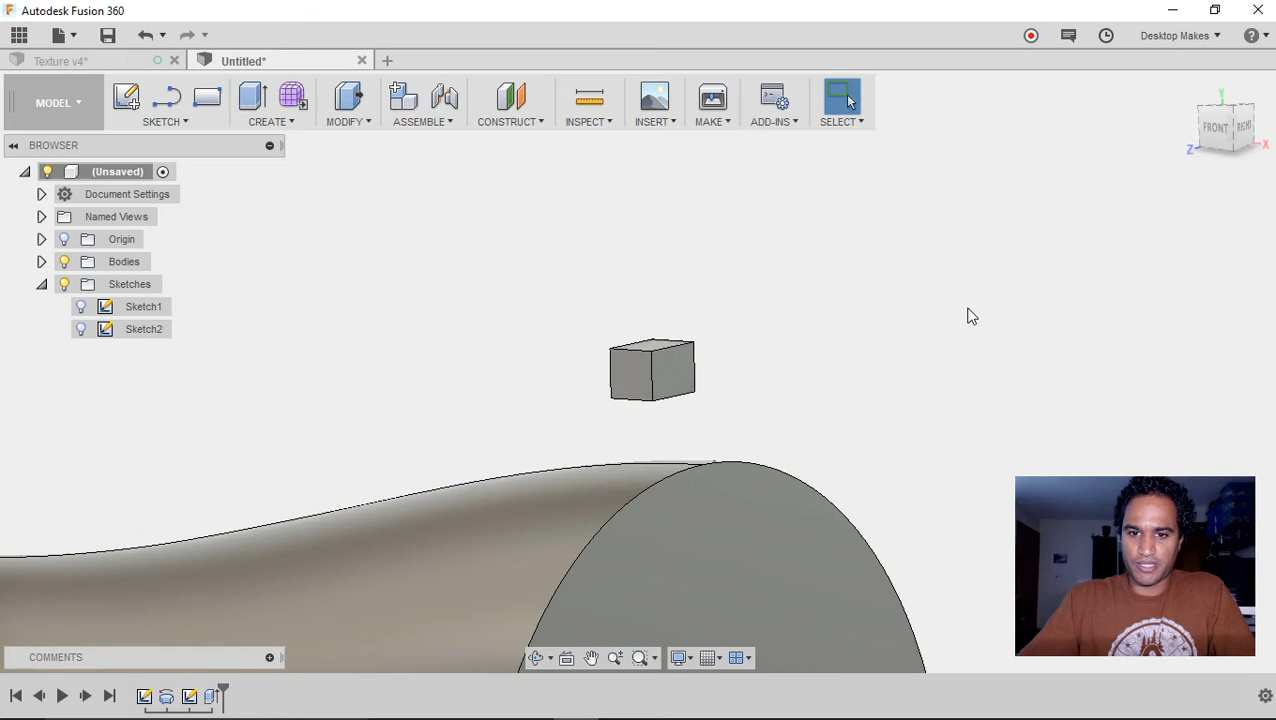 Autodesk Fusion 360
Desktop Makes
Texture v4*
Untitled*
MODEL
SKETCH
CREATE
MODIFY
ASSEMBLE
CONSTRUCT
INSPECT
INSERT
MAKE
ADD-INS
SELECT
Y
FRONT
RIGHT
Z
X
BROWSER
(Unsaved)
Document Settings
Named Views
Origin
Bodies
Sketches
Sketch1
Sketch2
COMMENTS